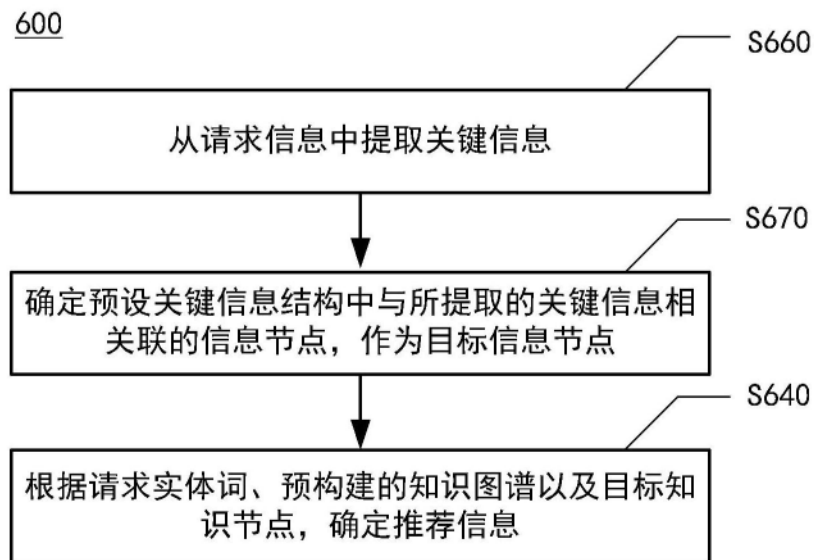 600
S660
从请求信息中提取关键信息
S670
确定预设关键信息结构中与所提取的关键信息相
关联的信息节点，作为目标信息节点
S640
根据请求实体词、预构建的知识图谱以及目标知
识节点，确定推荐信息